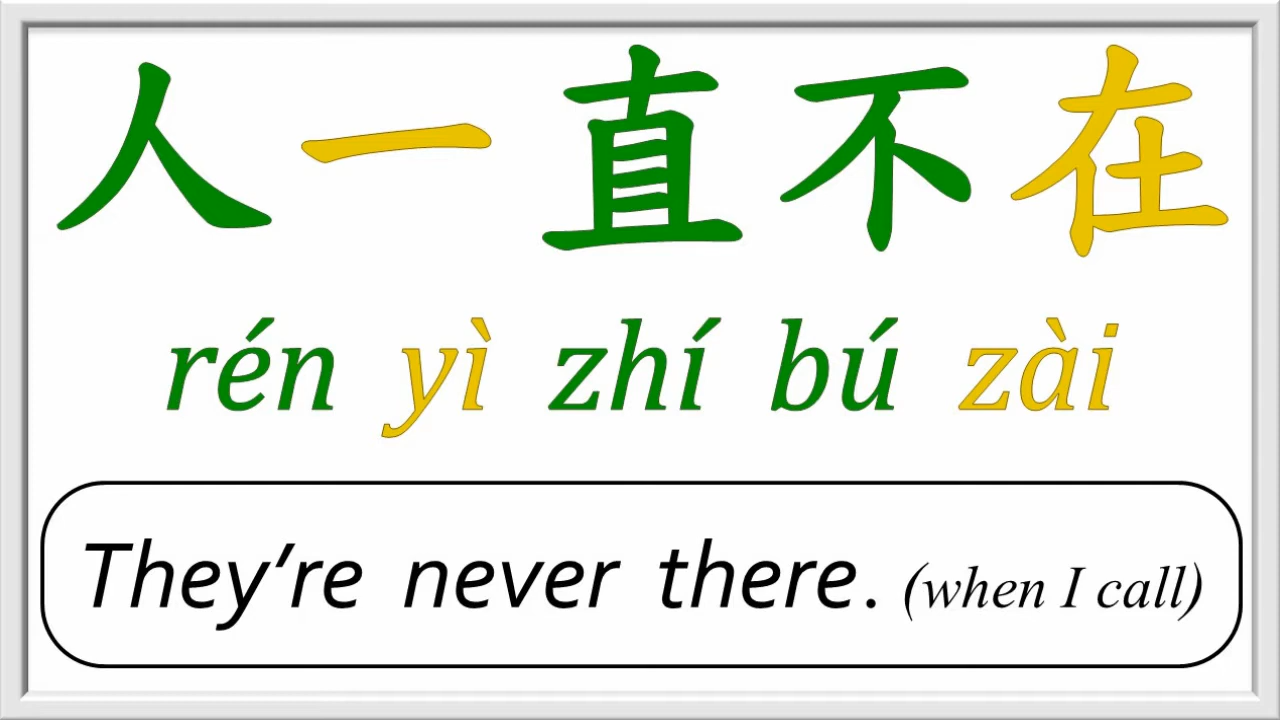 人一直不在
rén yì zhí bú zài
They’re never there. (when I call)